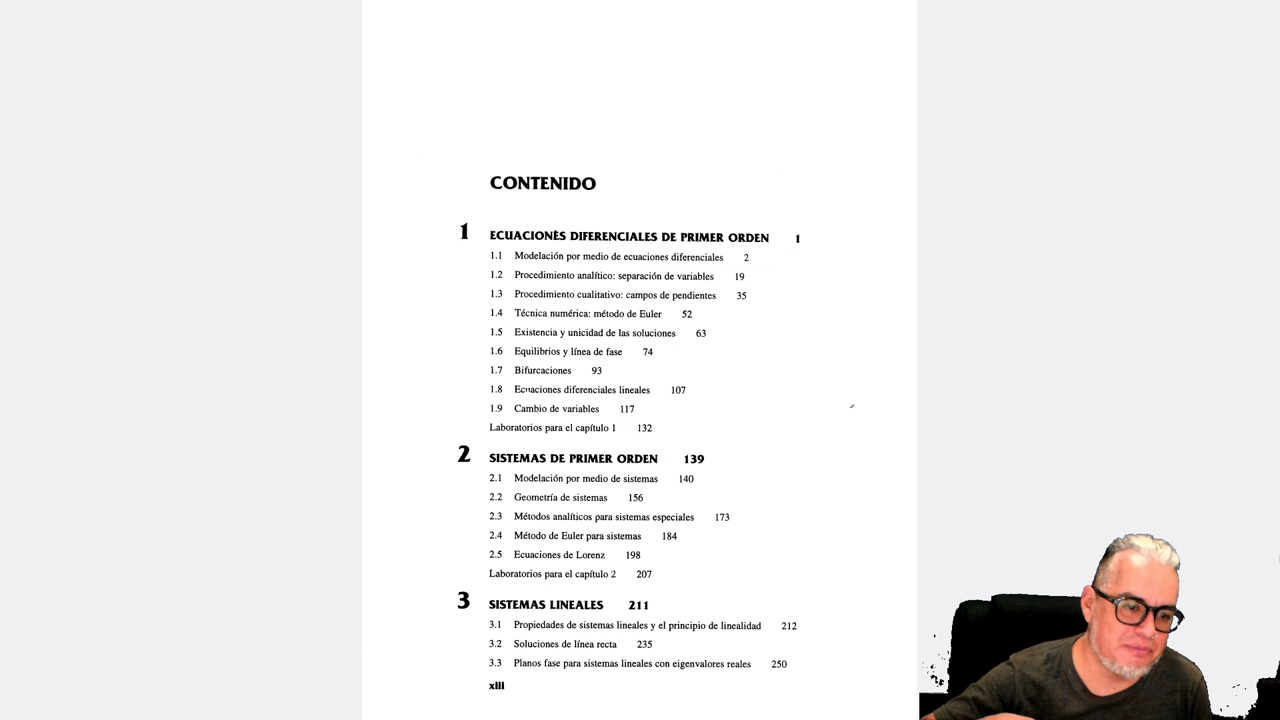 CONTENIDO
1 ECUACIONES DIFERENCIALES DE PRIMER ORDEN 1
1.1 Modelación por medio de ecuaciones diferenciales 2
1.2 Procedimiento analítico: separación de variables 19
1.3 Procedimiento cualitativo: campos de pendientes 35
1.4 Técnica numérica: método de Euler 52
1.5 Existencia y unicidad de las soluciones 63
1.6 Equilibrios y línea de fase 74
1.7 Bifurcaciones 93
1.8 Ecuaciones diferenciales lineales 107
1.9 Cambio de variables 117
Laboratorios para el capítulo 1 132
2 SISTEMAS DE PRIMER ORDEN 139
2.1 Modelación por medio de sistemas 140
2.2 Geometría de sistemas 156
2.3 Métodos analíticos para sistemas especiales 173
2.4 Método de Euler para sistemas 184
2.5 Ecuaciones de Lorenz 198
Laboratorios para el capítulo 2 207
3 SISTEMAS LINEALES 211
3.1 Propiedades de sistemas lineales y el principio de linealidad 212
3.2 Soluciones de línea recta 235
3.3 Planos fase para sistemas lineales con eigenvalores reales 250
xiii